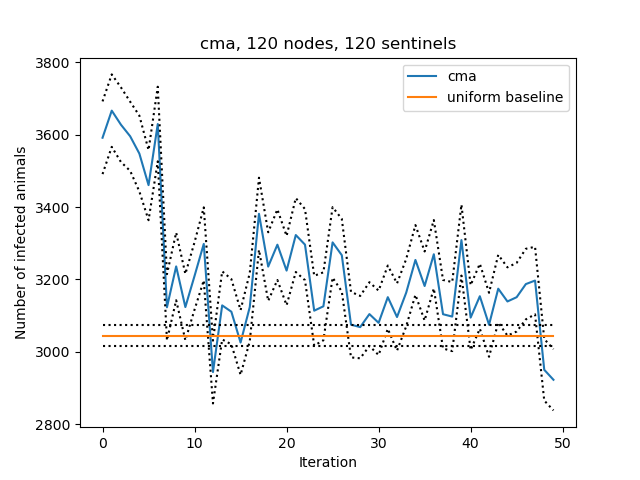 cma, 120 nodes, 120 sentinels
cma
uniform baseline
Number of infected animals
3800
3600
3400
3200
3000
2800
0 10 20 30 40 50
Iteration